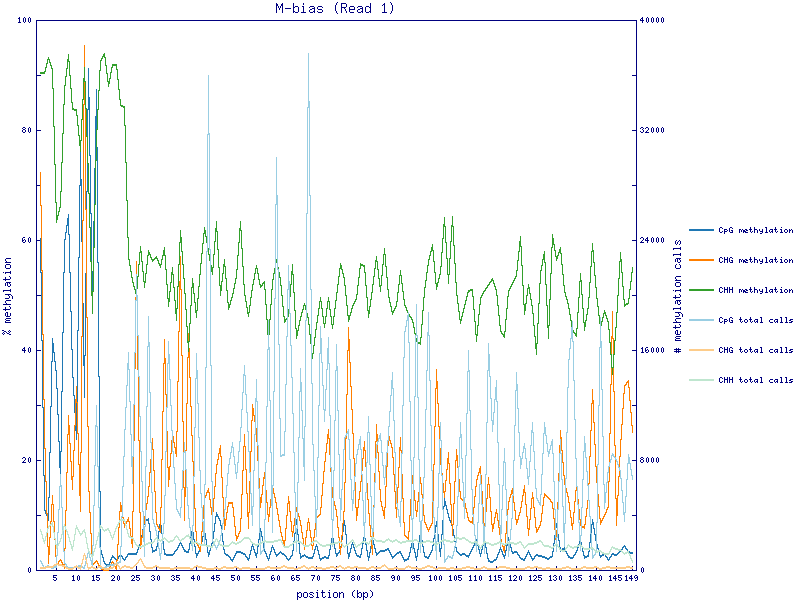 M-bias (Read 1)
100
80
60
40
20
0
% methylation
40000
32000
24000
16000
8000
0
# methylation calls
5 10 15 20 25 30 35 40 45 50 55 60 65 70 75 80 85 90 95 100 105 110 115 120 125 130 135 140 145 149
position (bp)
CpG methylation
CHG methylation
CHH methylation
CpG total calls
CHG total calls
CHH total calls